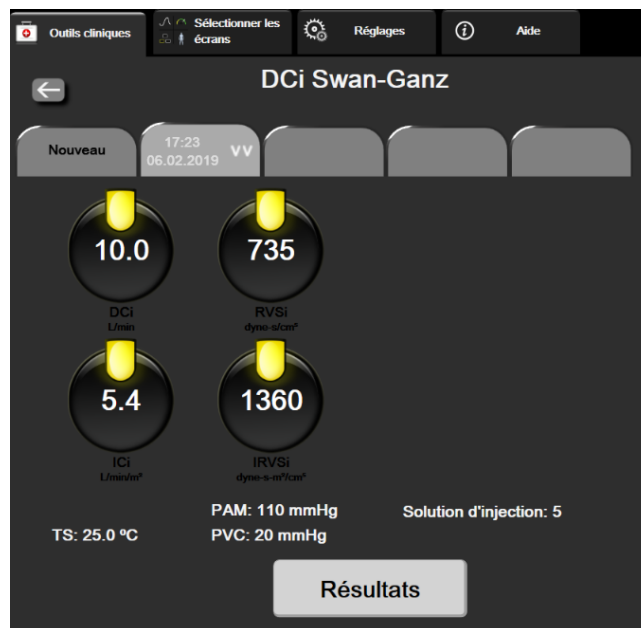 Outils cliniques
Sélectionner les
écrans
Réglages
Aide
DCi Swan-Ganz
Nouveau
17:23
06.02.2019
10.0
735
DCi
L/min
RVSi
dyne-s/cm⁵
5.4
1360
ICi
L/min/m²
IRVSi
dyne-s-m²/cm⁵
PAM: 110 mmHg
Solution d'injection: 5
TS: 25.0 ºC
PVC: 20 mmHg
Résultats